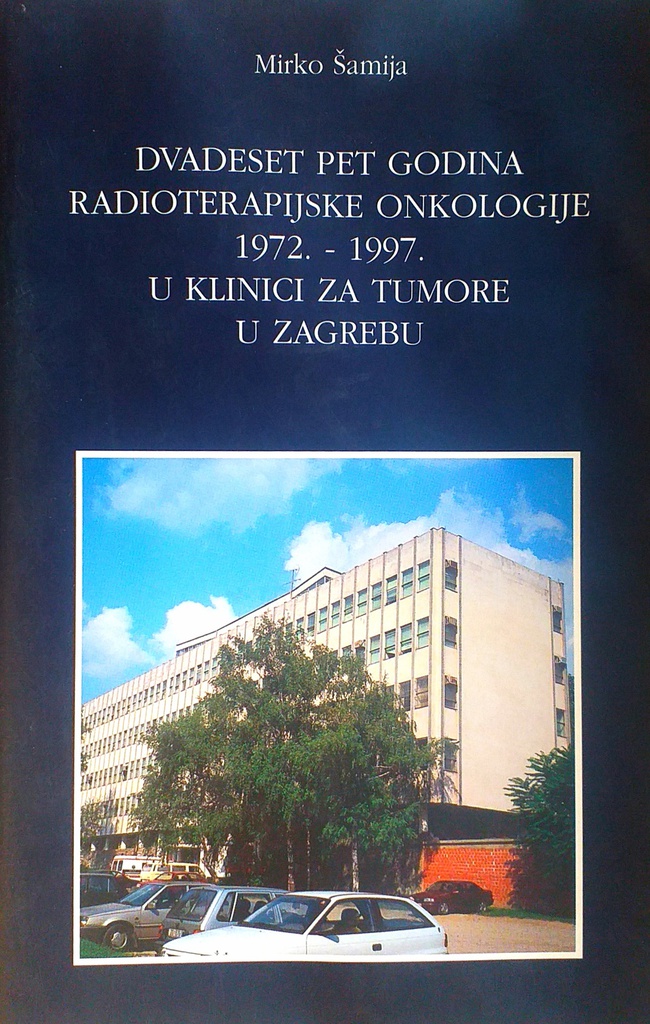 Mirko Šamija
DVADESET PET GODINA
RADIOTERAPIJSKE ONKOLOGIJE
1972. - 1997.
U KLINICI ZA TUMORE
U ZAGREBU